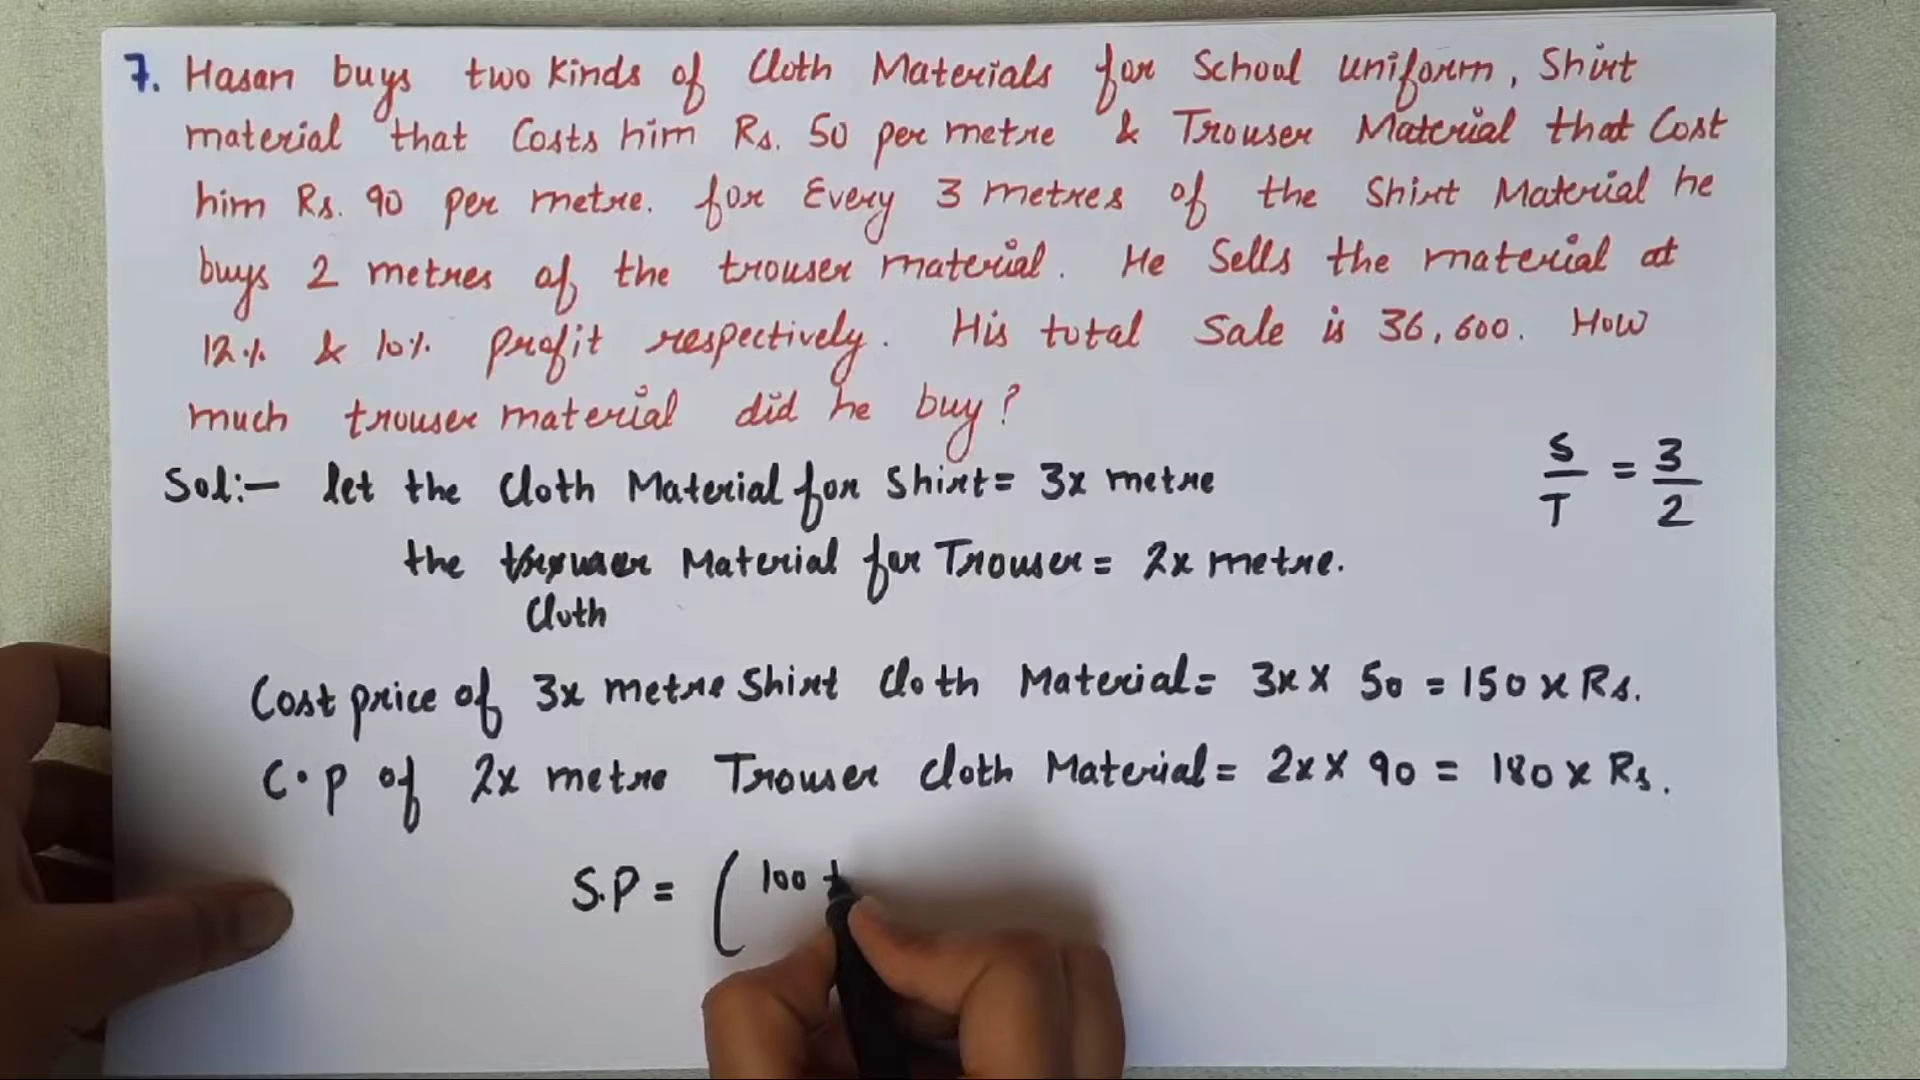 7. Hasan buys two kinds of Cloth Materials for School uniform, Shirt
material that Costs him Rs. 50 per metre & Trouser Material that Cost
him Rs. 90 per metre. for Every 3 metres of the Shirt Material he
buys 2 metres of the trouser material. He Sells the material at
12% & 10% profit respectively. His total Sale is 36,600. How
much trouser material did he buy?
Sol:- let the Cloth Material for Shirt = 3x metre
S/T = 3/2
the Material for Trouser = 2x metre.
Cloth
Cost price of 3x metre Shirt Cloth Material = 3x X 50 = 150x Rs.
C.p of 2x metre Trouser Cloth Material = 2x X 90 = 180x Rs.
S.P = ( 100 +